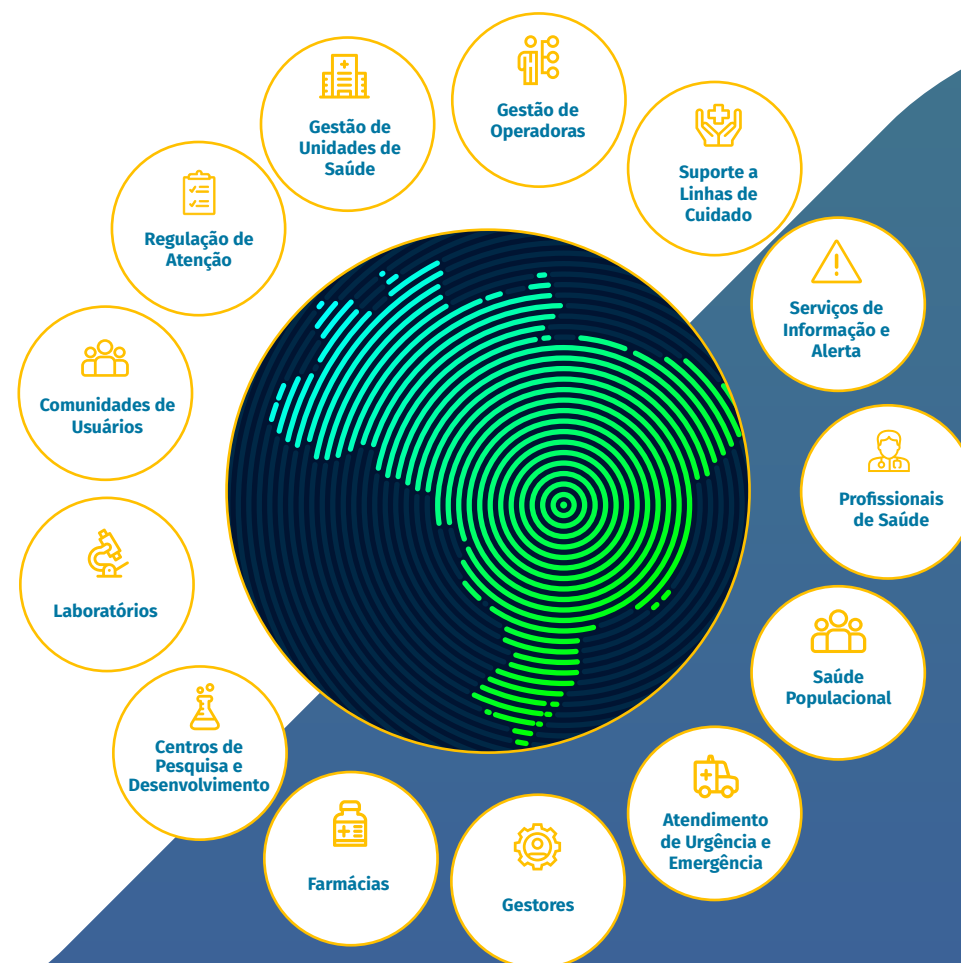 Gestão de
Operadoras
Suporte a
Linhas de
Cuidado
Serviços de
Informação e
Alerta
Profissionais
de Saúde
Saúde
Populacional
Atendimento
de Urgência e
Emergência
Gestores
Farmácias
Centros de
Pesquisa e
Desenvolvimento
Laboratórios
Comunidades de
Usuários
Regulação de
Atenção
Gestão de
Unidades de
Saúde